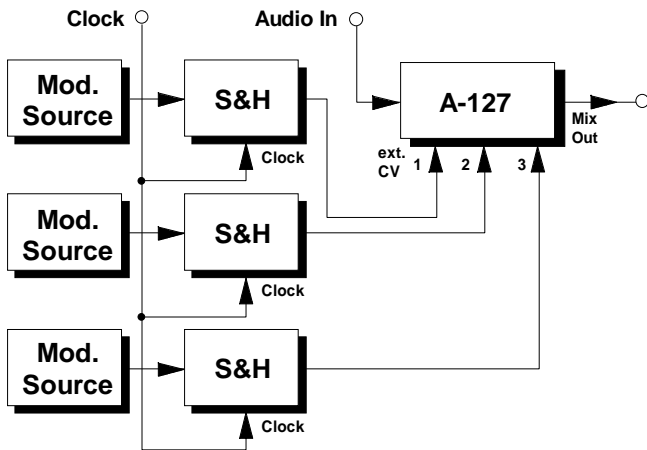 Clock
Audio In
Mod.
Source
S&H
A-127
Mix
Out
Clock
ext.
CV
1
2
3
Mod.
Source
S&H
Clock
Mod.
Source
S&H
Clock